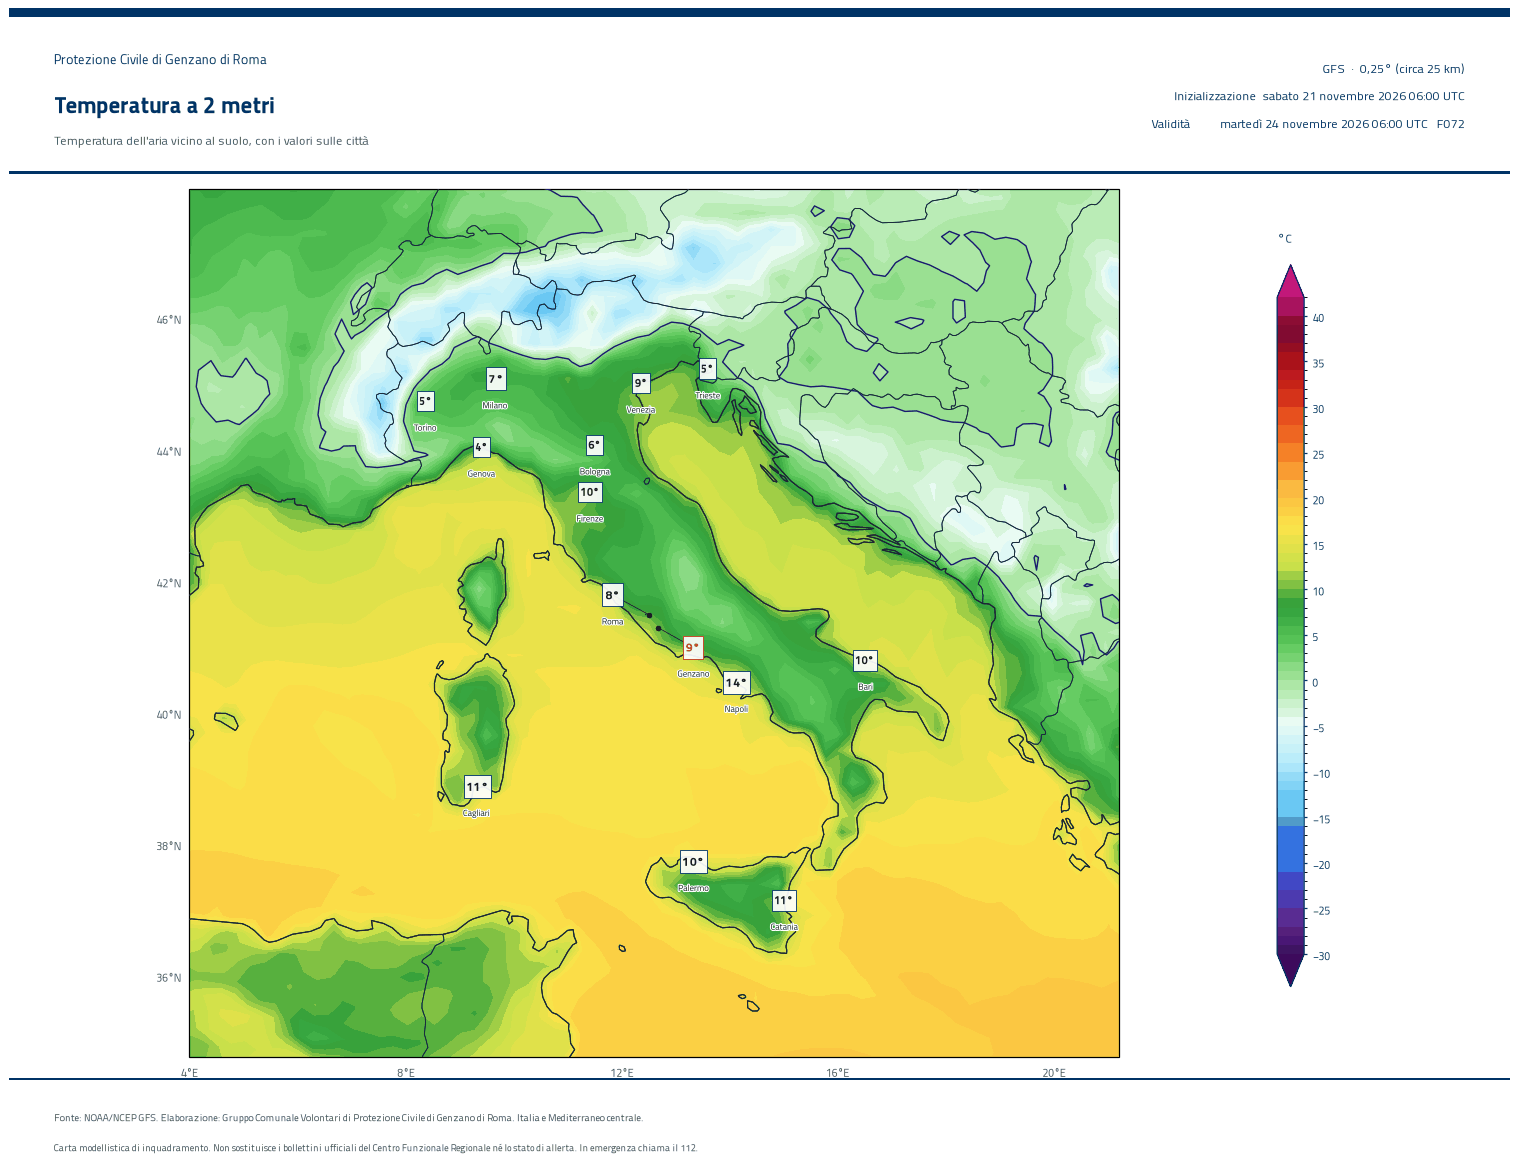 Protezione Civile di Genzano di Roma
Temperatura a 2 metri
Temperatura dell'aria vicino al suolo, con i valori sulle città
GFS · 0,25° (circa 25 km)
Inizializzazione sabato 21 novembre 2026 06:00 UTC
Validità martedì 24 novembre 2026 06:00 UTC F072
°C
40
35
30
25
20
15
10
5
0
−5
−10
−15
−20
−25
−30
46°N
44°N
42°N
40°N
38°N
36°N
4°E
8°E
12°E
16°E
20°E
5°
Torino
7°
Milano
9°
Venezia
5°
Trieste
4°
Genova
6°
Bologna
10°
Firenze
8°
Roma
9°
Genzano
14°
Napoli
10°
Bari
11°
Cagliari
10°
Palermo
11°
Catania
Fonte: NOAA/NCEP GFS. Elaborazione: Gruppo Comunale Volontari di Protezione Civile di Genzano di Roma. Italia e Mediterraneo centrale.
Carta modellistica di inquadramento. Non sostituisce i bollettini ufficiali del Centro Funzionale Regionale né lo stato di allerta. In emergenza chiama il 112.